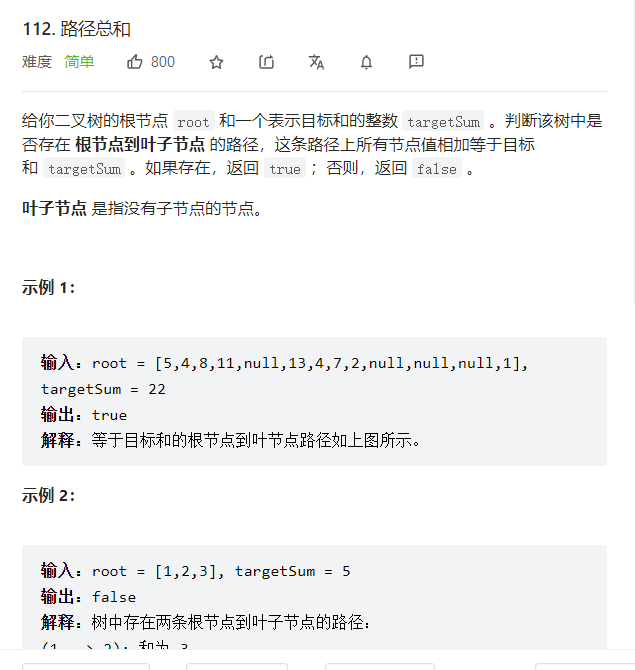 112. 路径总和
难度 简单 800
给你二叉树的根节点 root 和一个表示目标和的整数 targetSum 。判断该树中是
否存在 根节点到叶子节点 的路径，这条路径上所有节点值相加等于目标
和 targetSum 。如果存在，返回 true ；否则，返回 false 。
叶子节点 是指没有子节点的节点。
示例 1：
输入：root = [5,4,8,11,null,13,4,7,2,null,null,null,1],
targetSum = 22
输出：true
解释：等于目标和的根节点到叶节点路径如上图所示。
示例 2：
输入：root = [1,2,3], targetSum = 5
输出：false
解释：树中存在两条根节点到叶子节点的路径：
(1 --> 2): 和为 3